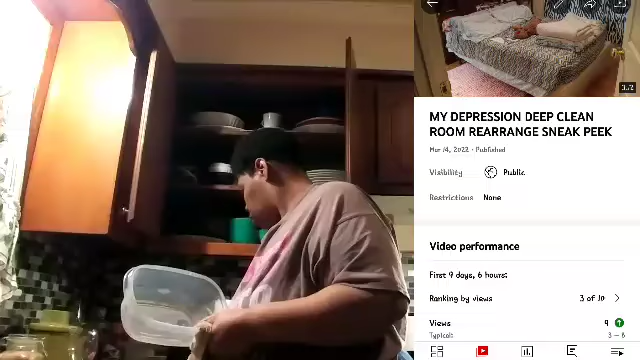 MY DEPRESSION DEEP CLEAN
ROOM REARRANGE SNEAK PEEK
Mar 14, 2022 · Published
Visibility Public
Restrictions None
Video performance
First 9 days, 6 hours:
Ranking by views 3 of 10
Views 9
Typical: 3 – 6